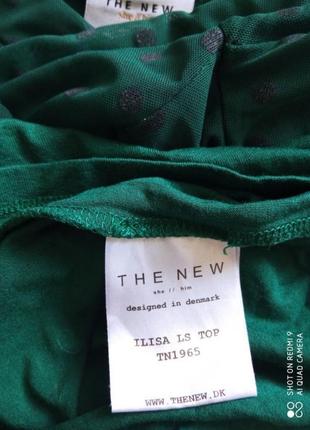 THE NEW
THE NEW
she // him
designed in denmark
ILISA LS TOP
TN1965
WWW.THENEW.DK
SHOT ON REDMI 9
AI QUAD CAMERA